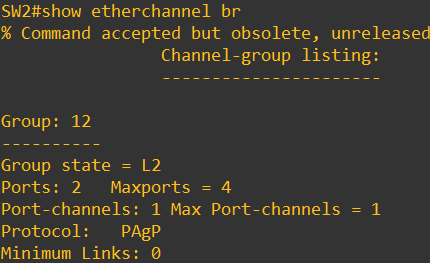 SW2#show etherchannel br
% Command accepted but obsolete, unreleased
Channel-group listing:
----------------------
Group: 12
----------
Group state = L2
Ports: 2   Maxports = 4
Port-channels: 1 Max Port-channels = 1
Protocol:   PAgP
Minimum Links: 0